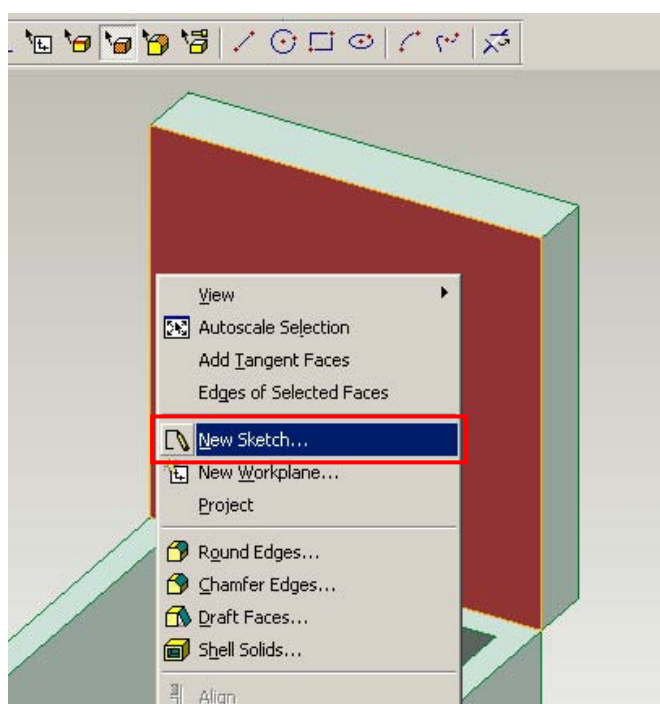 View
Autoscale Selection
Add Tangent Faces
Edges of Selected Faces
New Sketch...
New Workplane...
Project
Round Edges...
Chamfer Edges...
Draft Faces...
Shell Solids...
Align